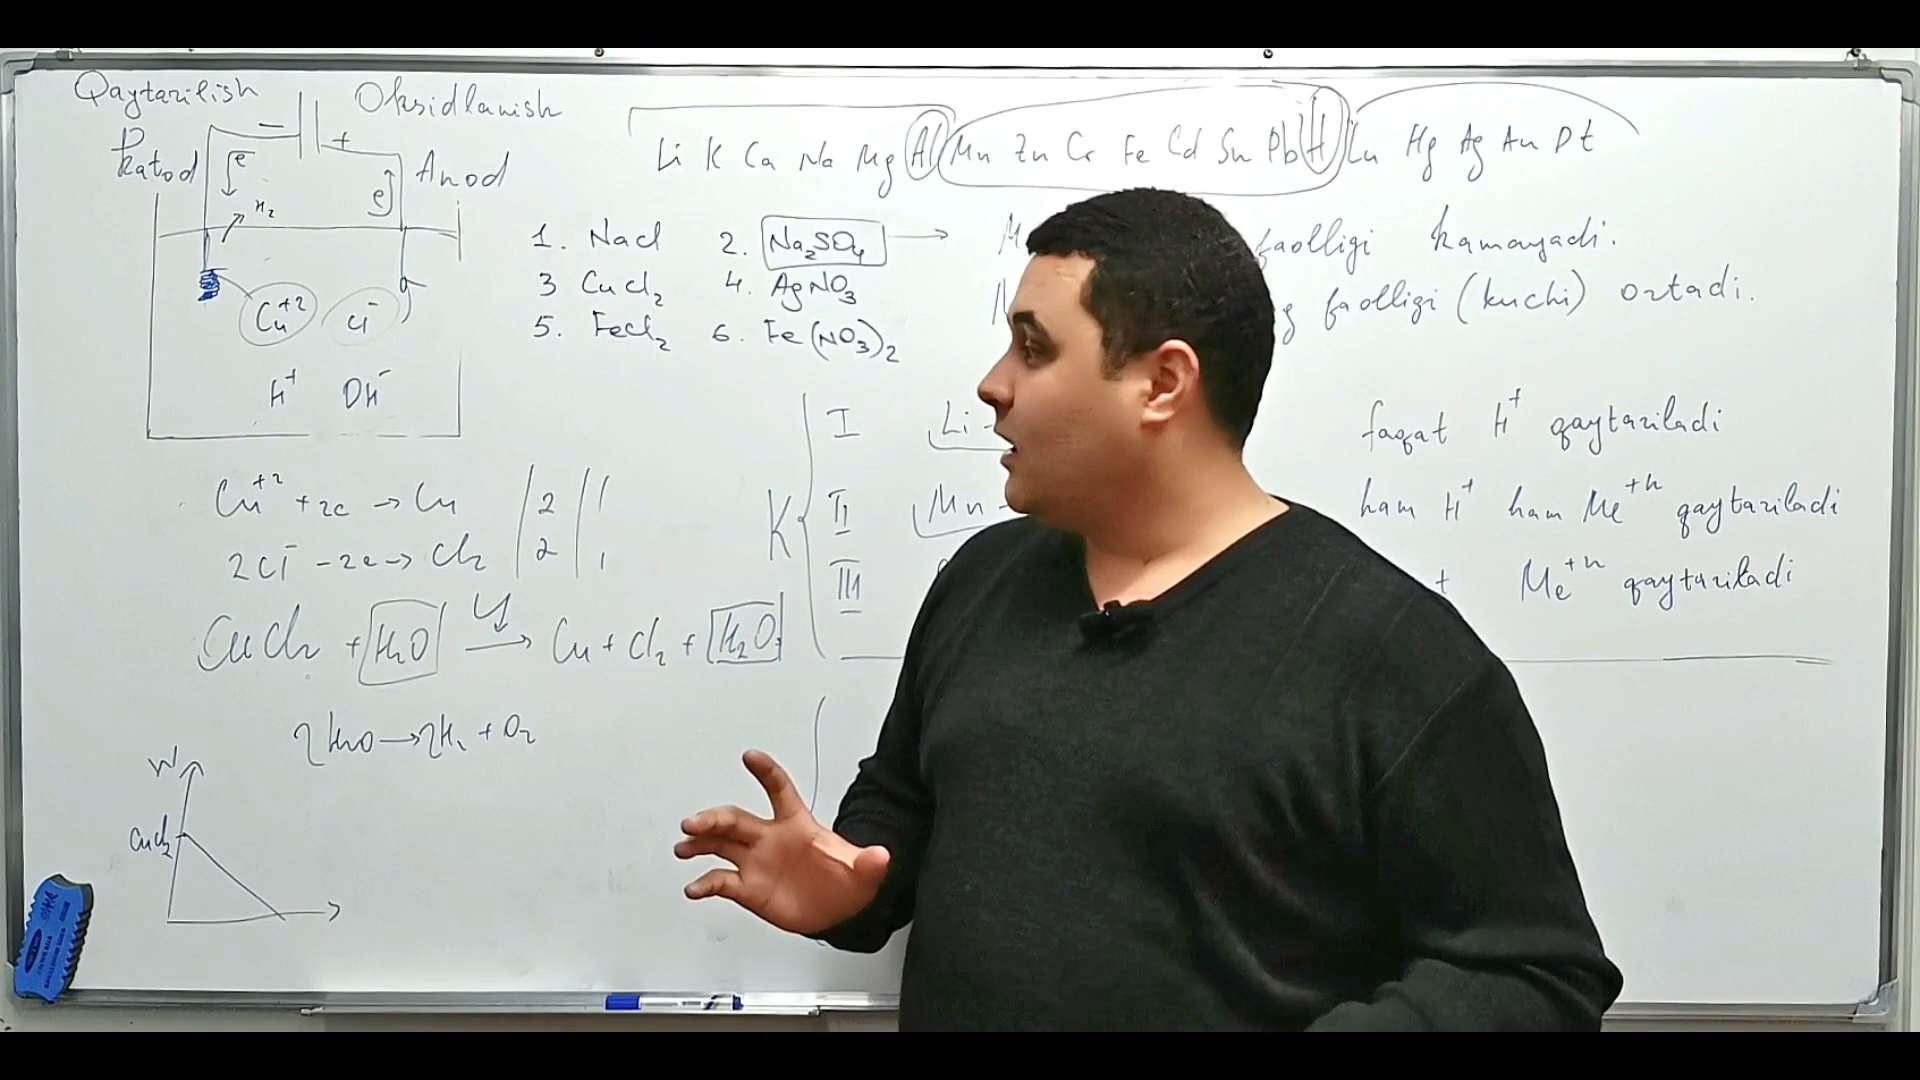 Qaytarilish Oksidlanish
Katod − + Anod
e e
H₂
Cu⁺² Cl⁻
H⁺ OH⁻
Li K Ca Na Mg Al Mn Zn Cr Fe Cd Sn Pb H Cu Hg Ag Au Pt
1. NaCl 2. Na₂SO₄ →
3 CuCl₂ 4. AgNO₃
5. FeCl₂ 6. Fe(NO₃)₂
faolligi kamayadi.
faolligi (kuchi) ortadi.
K
I Li - faqat H⁺ qaytariladi
II Mn - ham H⁺ ham Me⁺ⁿ qaytariladi
III t Me⁺ⁿ qaytariladi
Cu⁺² + 2e → Cu | 2 | 1
2Cl⁻ − 2e → Cl₂ | 2 | 1
CuCl₂ + H₂O → Cu + Cl₂ + H₂O
2H₂O → 2H₂ + O₂
W
CuCl₂